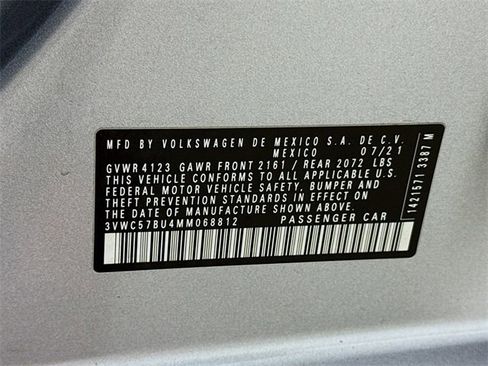 MFD BY VOLKSWAGEN DE MEXICO S.A. DE C.V.
MEXICO 07/21
GVWR 4123 GAWR FRONT 2161 / REAR 2072 LBS
THIS VEHICLE CONFORMS TO ALL APPLICABLE U.S.
FEDERAL MOTOR VEHICLE SAFETY, BUMPER AND
THEFT PREVENTION STANDARDS IN EFFECT ON THE
DATE OF MANUFACTURE SHOWN ABOVE.
3VWC57BU4MM068812 PASSENGER CAR
1421571 3387 M